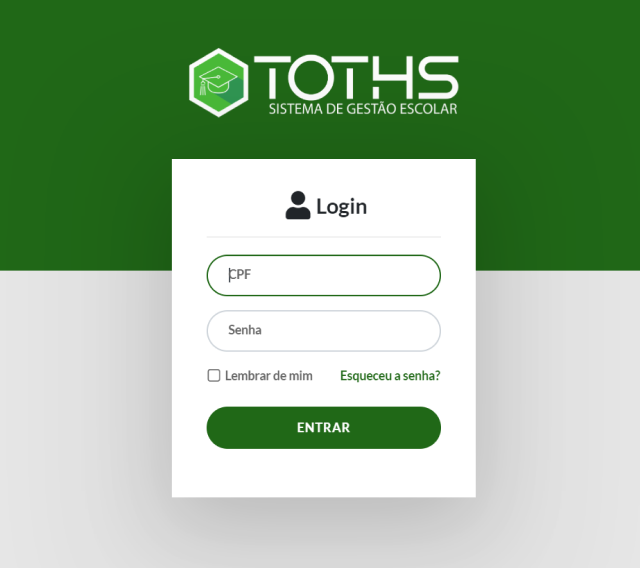 TOTHS
SISTEMA DE GESTÃO ESCOLAR
Login
CPF
Senha
Lembrar de mim
Esqueceu a senha?
ENTRAR